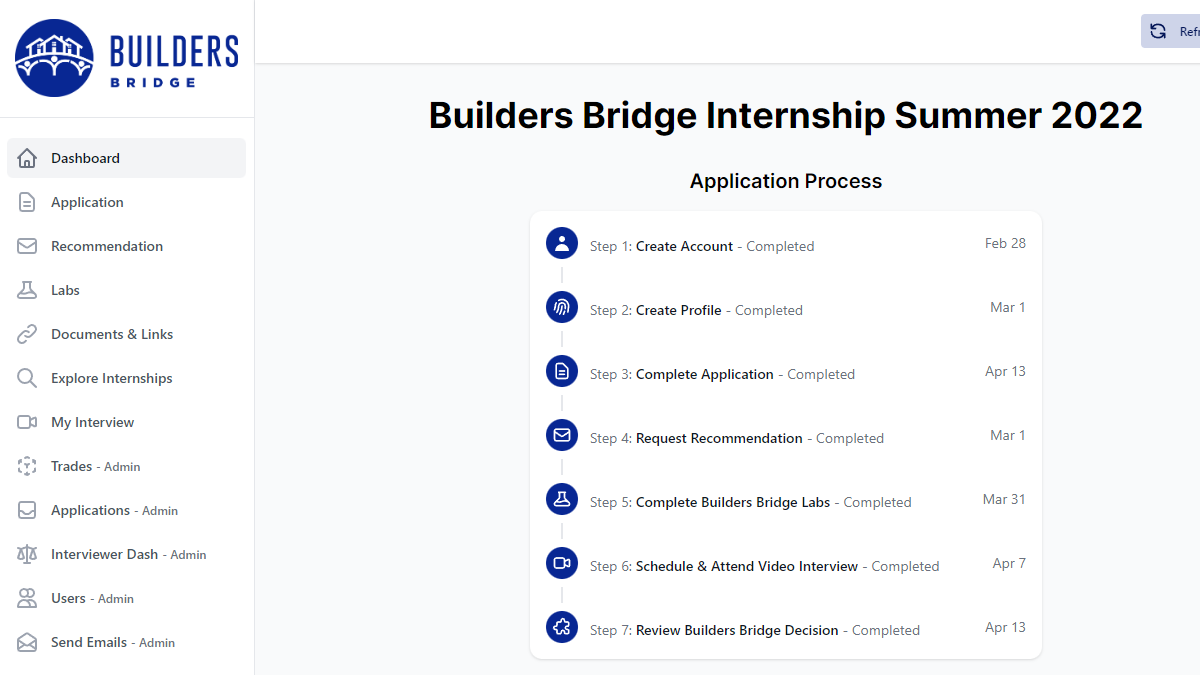 BUILDERS
BRIDGE
Dashboard
Application
Recommendation
Labs
Documents & Links
Explore Internships
My Interview
Trades - Admin
Applications - Admin
Interviewer Dash - Admin
Users - Admin
Send Emails - Admin
Builders Bridge Internship Summer 2022
Application Process
Step 1: Create Account - Completed Feb 28
Step 2: Create Profile - Completed Mar 1
Step 3: Complete Application - Completed Apr 13
Step 4: Request Recommendation - Completed Mar 1
Step 5: Complete Builders Bridge Labs - Completed Mar 31
Step 6: Schedule & Attend Video Interview - Completed Apr 7
Step 7: Review Builders Bridge Decision - Completed Apr 13